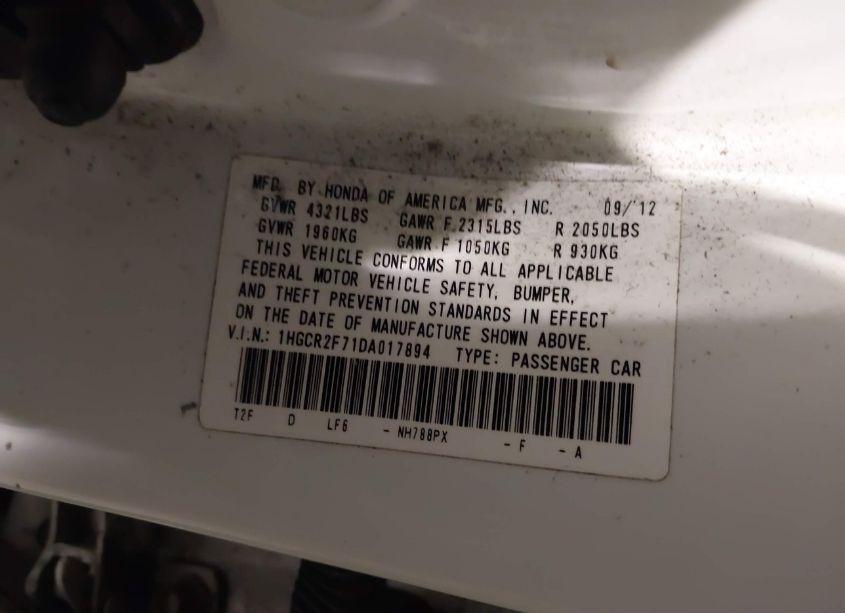 MFD. BY HONDA OF AMERICA MFG., INC. 09/'12
GVWR 4321LBS GAWR F 2315LBS R 2050LBS
GVWR 1960KG GAWR F 1050KG R 930KG
THIS VEHICLE CONFORMS TO ALL APPLICABLE
FEDERAL MOTOR VEHICLE SAFETY, BUMPER,
AND THEFT PREVENTION STANDARDS IN EFFECT
ON THE DATE OF MANUFACTURE SHOWN ABOVE.
V.I.N.: 1HGCR2F71DA017894 TYPE: PASSENGER CAR
T2F D LF6 - NH788PX - F - A